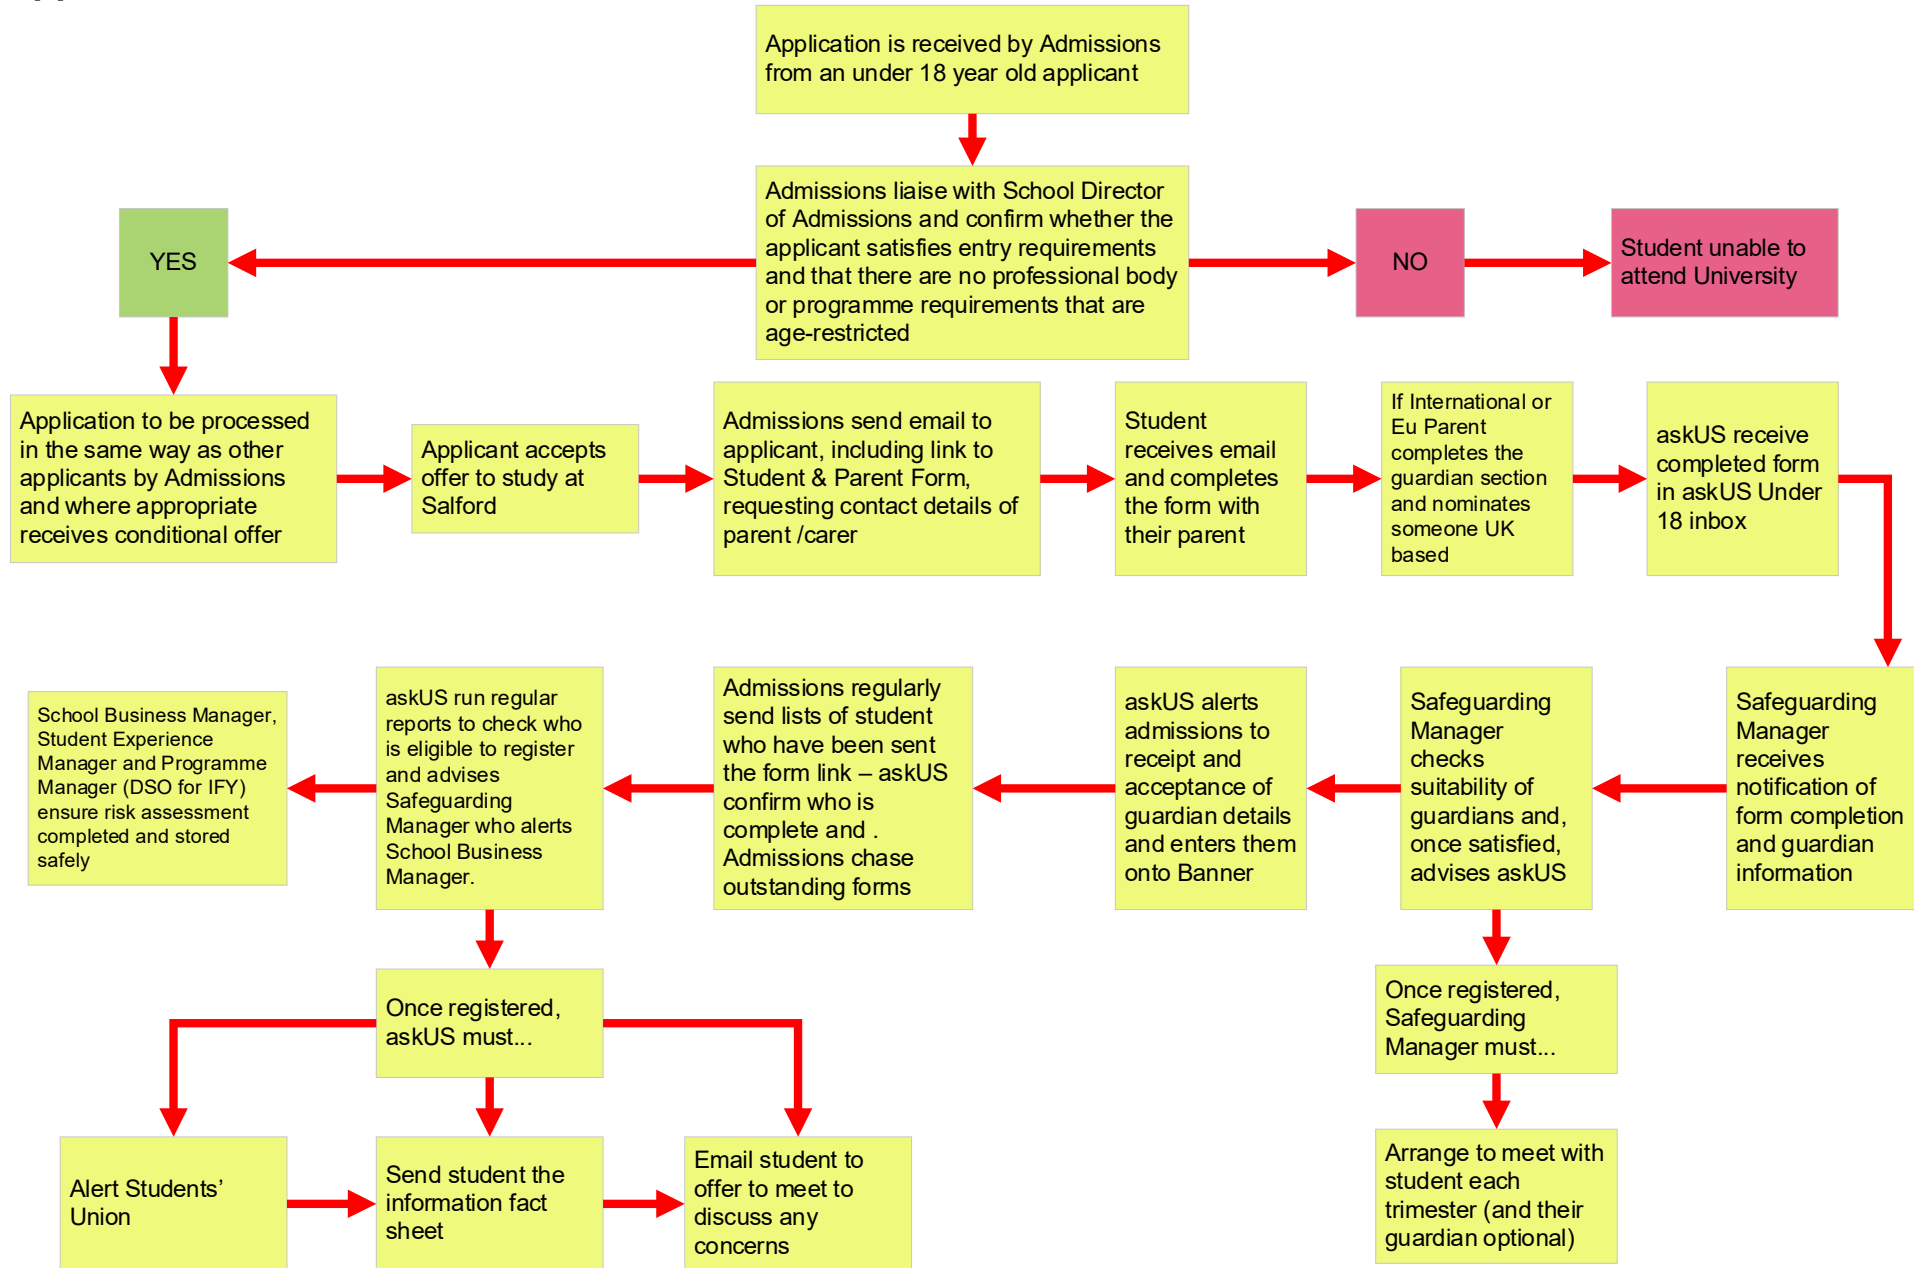 Application is received by Admissions
from an under 18 year old applicant
Admissions liaise with School Director
of Admissions and confirm whether the
applicant satisfies entry requirements
and that there are no professional body
or programme requirements that are
age-restricted
YES
NO
Student unable to
attend University
Application to be processed
in the same way as other
applicants by Admissions
and where appropriate
receives conditional offer
Applicant accepts
offer to study at
Salford
Admissions send email to
applicant, including link to
Student & Parent Form,
requesting contact details of
parent /carer
Student
receives email
and completes
the form with
their parent
If International or
Eu Parent
completes the
guardian section
and nominates
someone UK
based
askUS receive
completed form
in askUS Under
18 inbox
Safeguarding
Manager
receives
notification of
form completion
and guardian
information
Safeguarding
Manager
checks
suitability of
guardians and,
once satisfied,
advises askUS
askUS alerts
admissions to
receipt and
acceptance of
guardian details
and enters them
onto Banner
Admissions regularly
send lists of student
who have been sent
the form link – askUS
confirm who is
complete and .
Admissions chase
outstanding forms
askUS run regular
reports to check who
is eligible to register
and advises
Safeguarding
Manager who alerts
School Business
Manager.
School Business Manager,
Student Experience
Manager and Programme
Manager (DSO for IFY)
ensure risk assessment
completed and stored
safely
Once registered,
askUS must...
Alert Students’
Union
Send student the
information fact
sheet
Email student to
offer to meet to
discuss any
concerns
Once registered,
Safeguarding
Manager must...
Arrange to meet with
student each
trimester (and their
guardian optional)